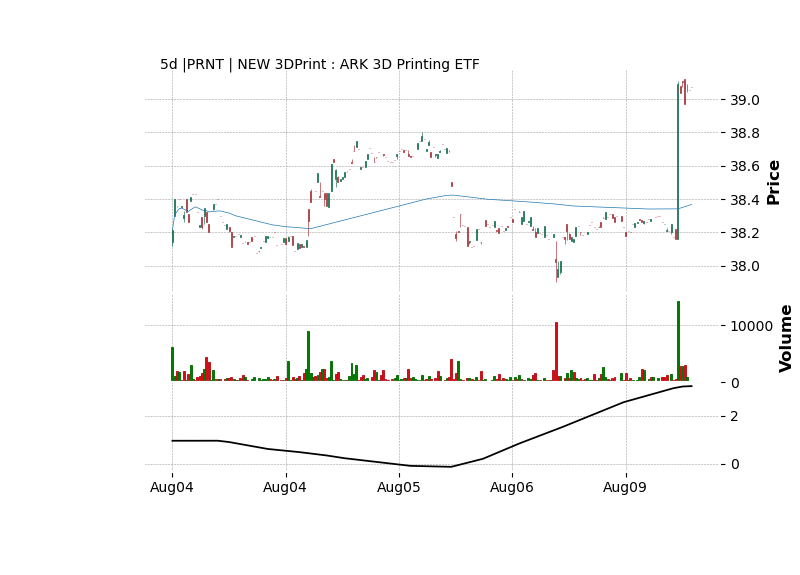 5d |PRNT | NEW 3DPrint : ARK 3D Printing ETF
39.0
38.8
38.6
38.4
38.2
38.0
Price
10000
0
Volume
2
0
Aug04 Aug04 Aug05 Aug06 Aug09